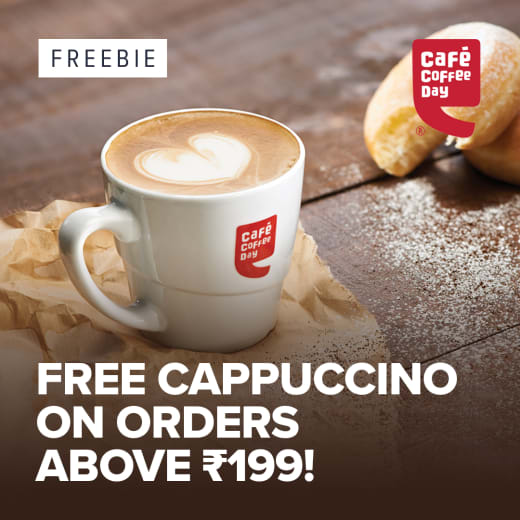 FREEBIE
Café
Coffee
Day
®
Café
Coffee
Day
FREE CAPPUCCINO
ON ORDERS
ABOVE ₹199!